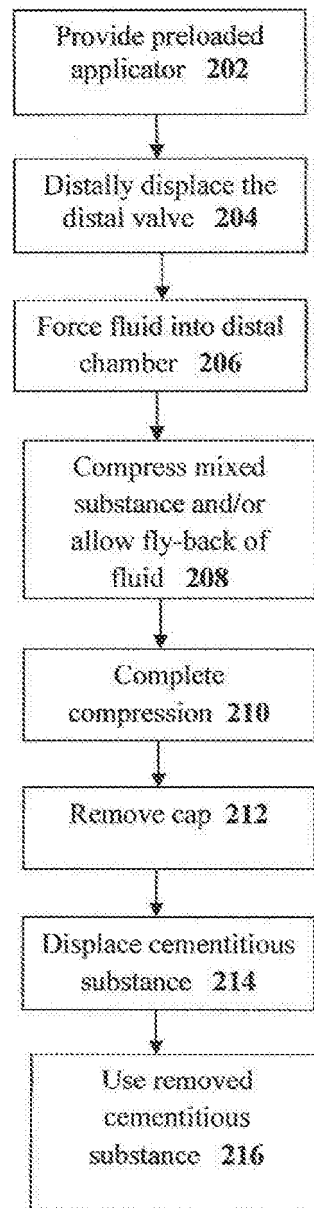 Provide preloaded
applicator 202
Distally displace the
distal valve 204
Force fluid into distal
chamber 206
Compress mixed
substance and/or
allow fly-back of
fluid 208
Complete
compression 210
Remove cap 212
Displace cementitious
substance 214
Use removed
cementitious
substance 216